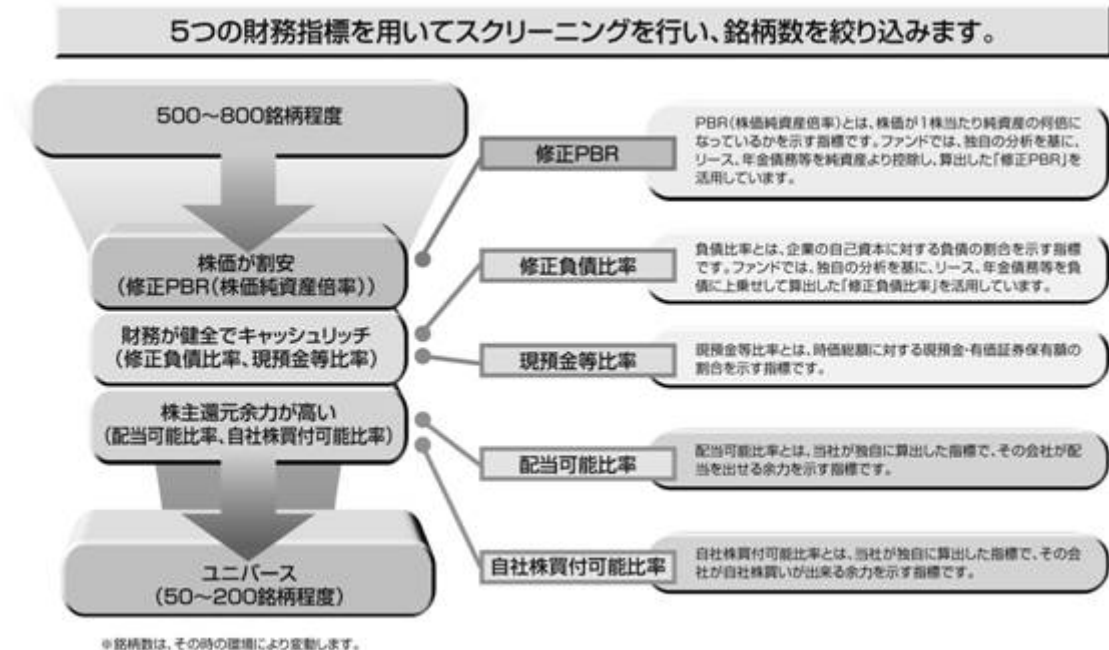 5つの財務指標を用いてスクリーニングを行い、銘柄数を絞り込みます。
500〜800銘柄程度
株価が割安
(修正PBR(株価純資産倍率))
財務が健全でキャッシュリッチ
(修正負債比率、現預金等比率)
株主還元余力が高い
(配当可能比率、自社株買付可能比率)
ユニバース
(50〜200銘柄程度)
※銘柄数は、その時の環境により変動します。
修正PBR
PBR(株価純資産倍率)とは、株価が1株当たり純資産の何倍に
なっているかを示す指標です。ファンドでは、独自の分析を基に、
リース、年金債務等を純資産より控除し、算出した「修正PBR」を
活用しています。
修正負債比率
負債比率とは、企業の自己資本に対する負債の割合を示す指標
です。ファンドでは、独自の分析を基に、リース、年金債務等を負
債に上乗せして算出した「修正負債比率」を活用しています。
現預金等比率
現預金等比率とは、時価総額に対する現預金・有価証券保有額の
割合を示す指標です。
配当可能比率
配当可能比率とは、当社が独自に算出した指標で、その会社が配
当を出せる余力を示す指標です。
自社株買付可能比率
自社株買付可能比率とは、当社が独自に算出した指標で、その会
社が自社株買いが出来る余力を示す指標です。